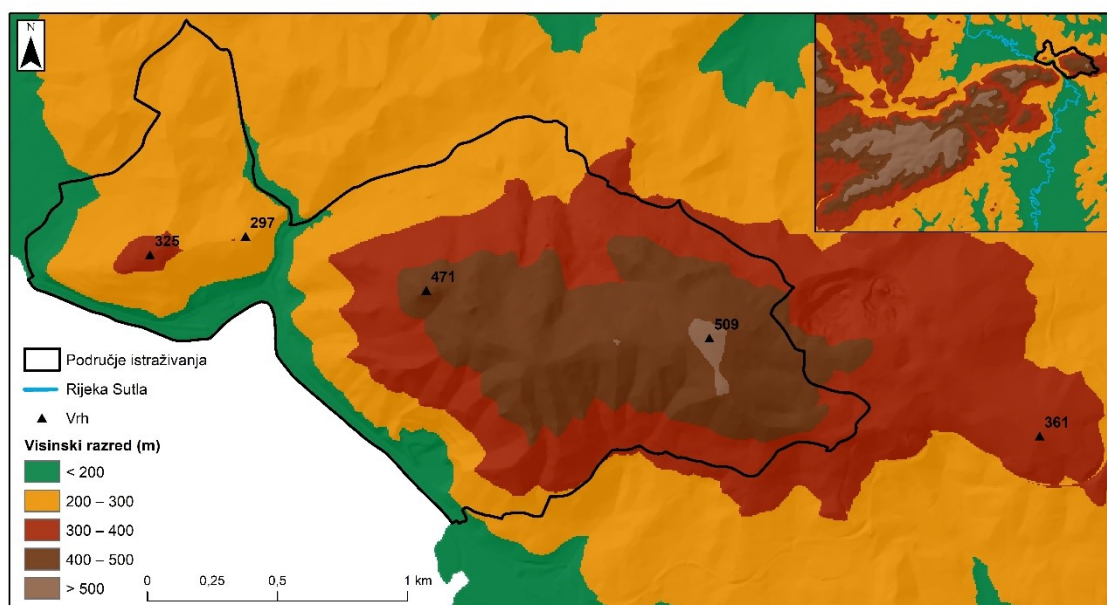 N
297
325
471
509
361
Područje istraživanja
Rijeka Sutla
Vrh
Visinski razred (m)
< 200
200 – 300
300 – 400
400 – 500
> 500
0 0,25 0,5 1 km